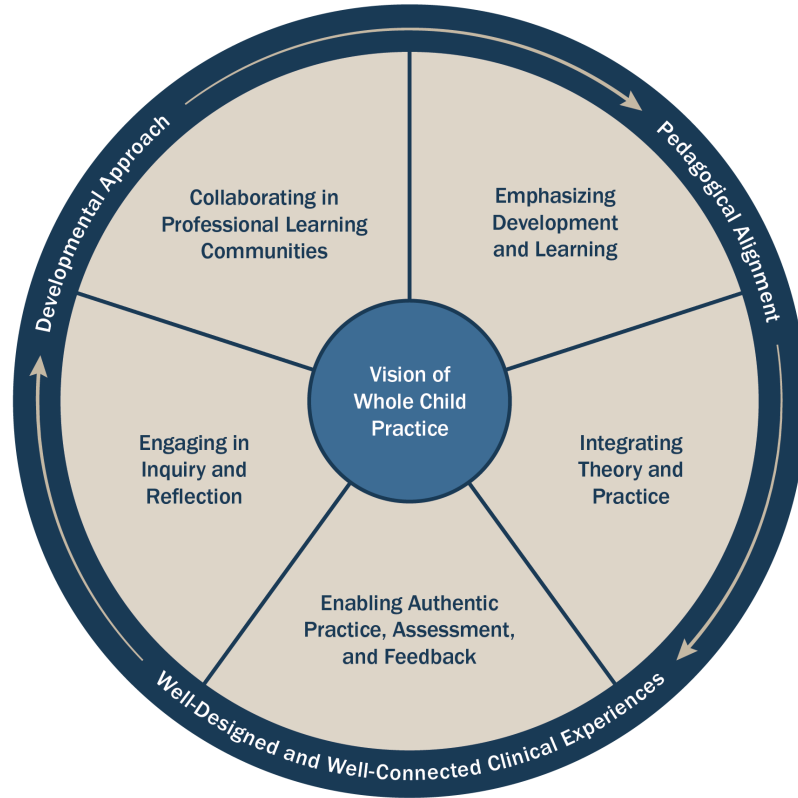 Developmental Approach
Pedagogical Alignment
Collaborating in
Professional Learning
Communities
Emphasizing
Development
and Learning
Vision of
Whole Child
Practice
Engaging in
Inquiry and
Reflection
Integrating
Theory and
Practice
Enabling Authentic
Practice, Assessment,
and Feedback
Well-Designed and Well-Connected Clinical Experiences